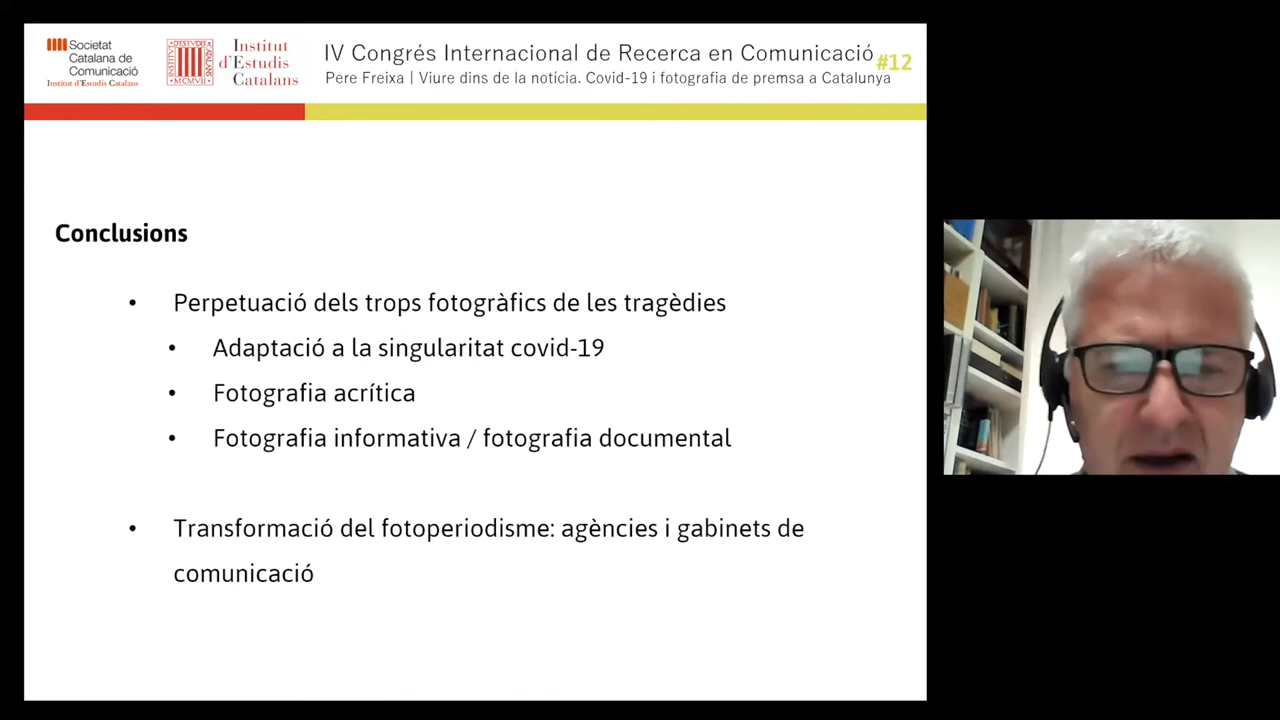 Societat
Catalana de
Comunicació
Institut d'Estudis Catalans
Institut
d'Estudis
Catalans
IV Congrés Internacional de Recerca en Comunicació
#12
Pere Freixa | Viure dins de la notícia. Covid-19 i fotografia de premsa a Catalunya
Conclusions
• Perpetuació dels trops fotogràfics de les tragèdies
• Adaptació a la singularitat covid-19
• Fotografia acrítica
• Fotografia informativa / fotografia documental
• Transformació del fotoperiodisme: agències i gabinets de
comunicació